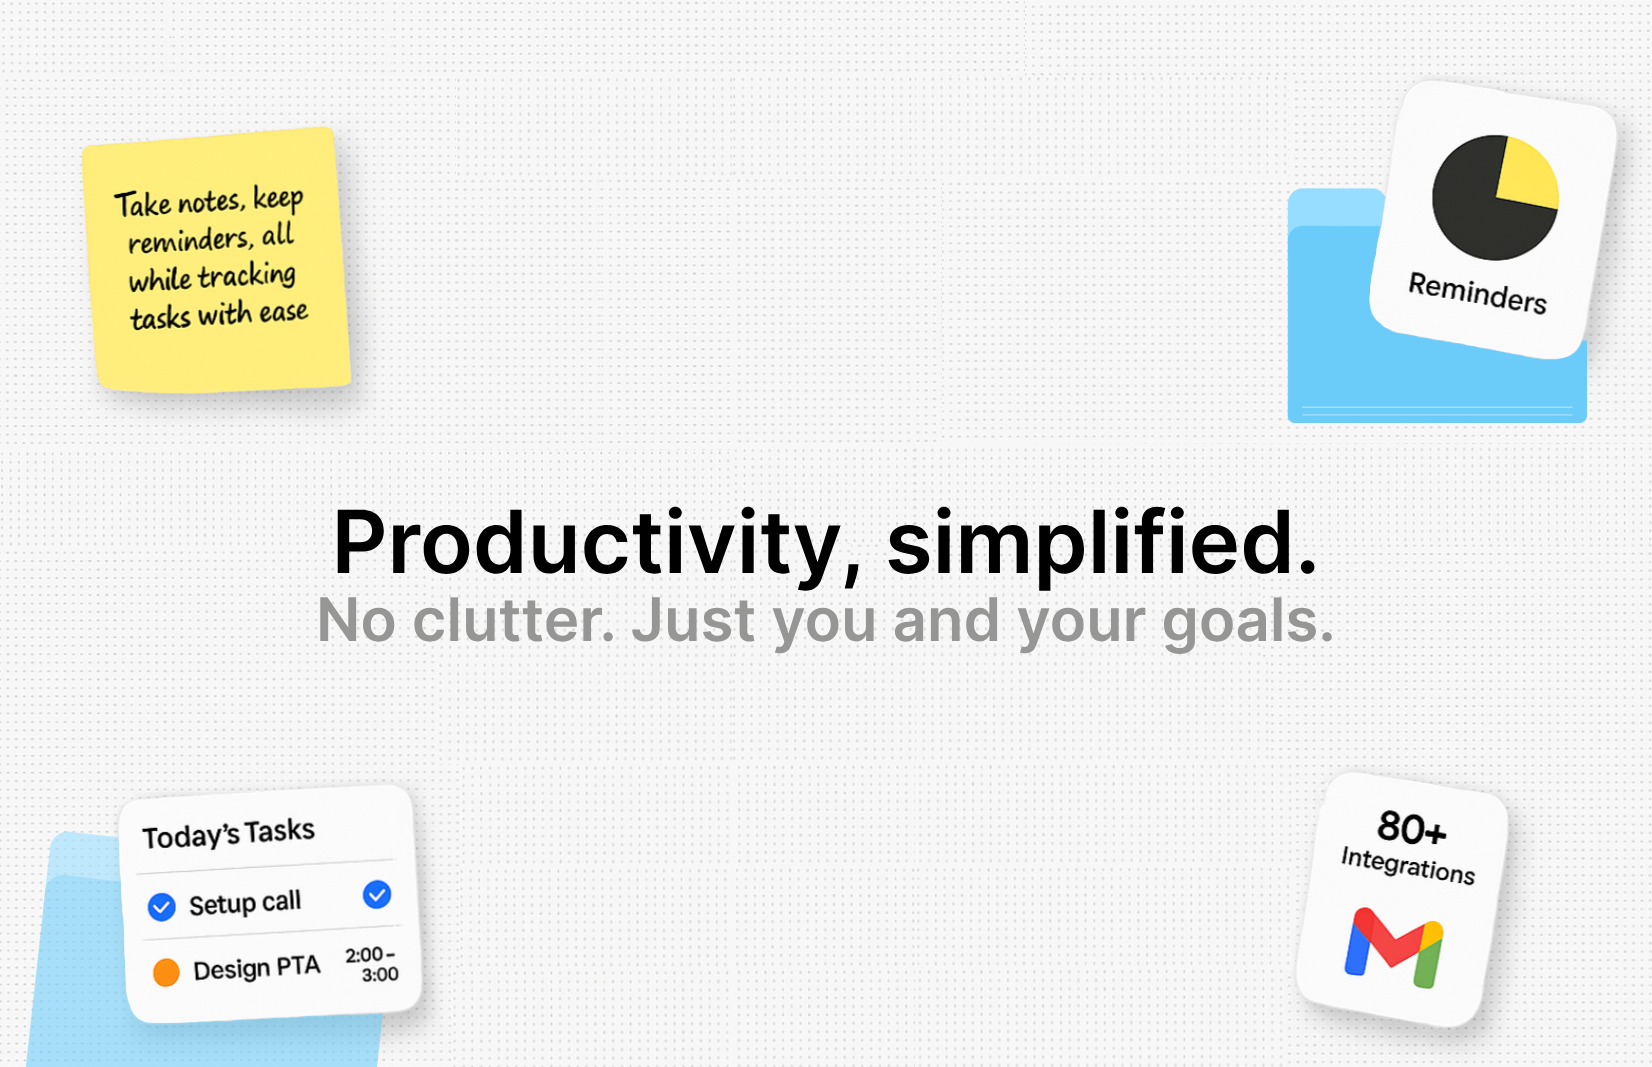 Take notes, keep
reminders, all
while tracking
tasks with ease
Reminders
Productivity, simplified.
No clutter. Just you and your goals.
Today's Tasks
Setup call
Design PTA
2:00–
3:00
80+
Integrations